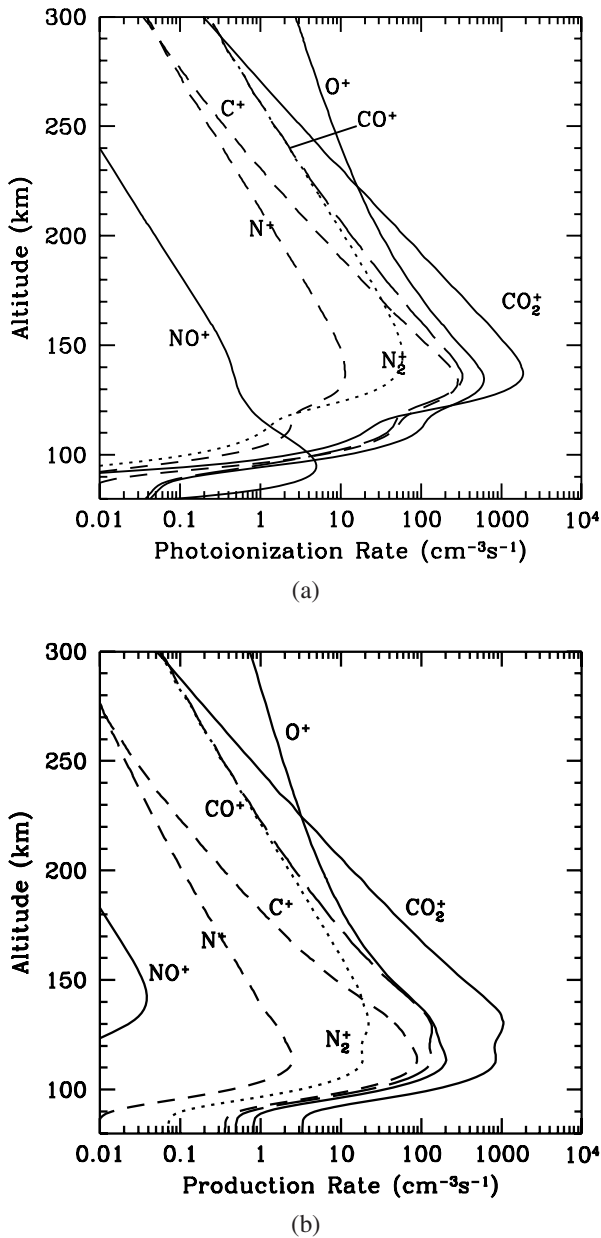 300
250
200
150
100
Altitude (km)
O⁺
C⁺
CO⁺
N⁺
CO₂⁺
NO⁺
N₂⁺
0.01 0.1 1 10 100 1000 10⁴
Photoionization Rate (cm⁻³s⁻¹)
(a)
300
250
200
150
100
Altitude (km)
O⁺
CO⁺
C⁺
CO₂⁺
N⁺
NO⁺
N₂⁺
0.01 0.1 1 10 100 1000 10⁴
Production Rate (cm⁻³s⁻¹)
(b)